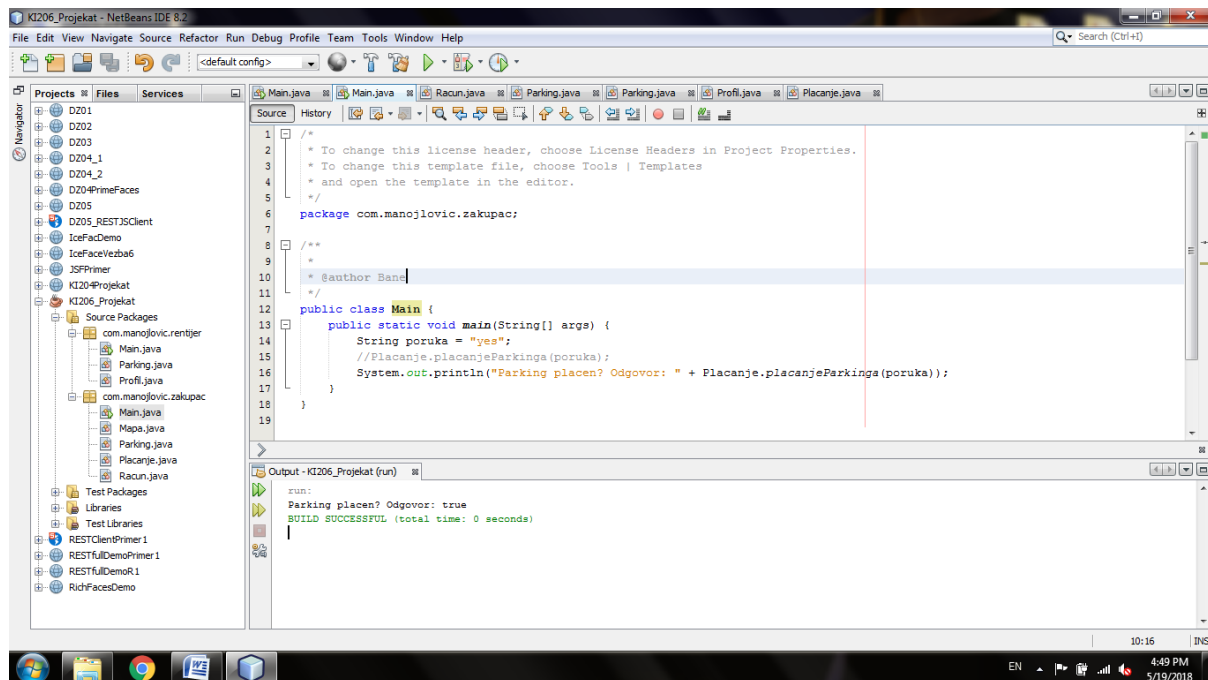 KI206_Projekat - NetBeans IDE 8.2
File Edit View Navigate Source Refactor Run Debug Profile Team Tools Window Help
Search (Ctrl+I)
<default config>
Projects Files Services
Navigator
DZ01
DZ02
DZ03
DZ04_1
DZ04_2
DZ04PrimeFaces
DZ05
DZ05_RESTJSClient
IceFacDemo
IceFaceVezba6
JSFPrimer
KI204Projekat
KI206_Projekat
Source Packages
com.manojlovic.rentijer
Main.java
Parking.java
Profil.java
com.manojlovic.zakupac
Main.java
Mapa.java
Parking.java
Placanje.java
Racun.java
Test Packages
Libraries
Test Libraries
RESTClientPrimer1
RESTfullDemoPrimer1
RESTfullDemoR1
RichFacesDemo
Main.java Main.java Racun.java Parking.java Parking.java Profil.java Placanje.java
Source History
1 /*
2 * To change this license header, choose License Headers in Project Properties.
3 * To change this template file, choose Tools | Templates
4 * and open the template in the editor.
5 */
6 package com.manojlovic.zakupac;
7
8 /**
9 *
10 * @author Bane
11 */
12 public class Main {
13 public static void main(String[] args) {
14 String poruka = "yes";
15 //Placanje.placanjeParkinga(poruka);
16 System.out.println("Parking placen? Odgovor: " + Placanje.placanjeParkinga(poruka));
17 }
18 }
19
Output - KI206_Projekat (run)
run:
Parking placen? Odgovor: true
BUILD SUCCESSFUL (total time: 0 seconds)
10:16 INS
EN 4:49 PM
5/19/2018